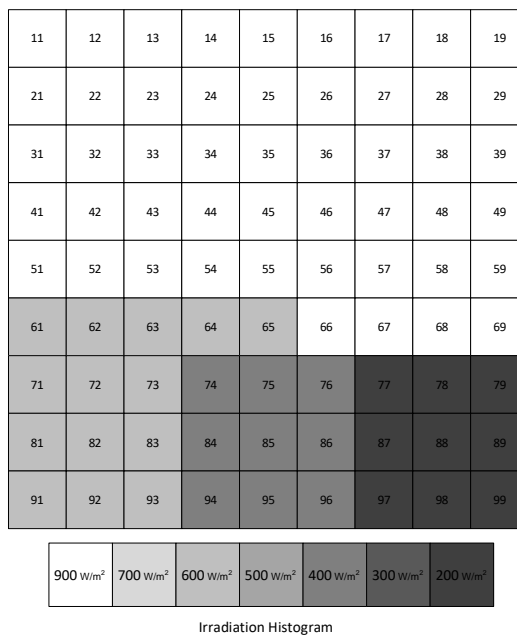 11 12 13 14 15 16 17 18 19
21 22 23 24 25 26 27 28 29
31 32 33 34 35 36 37 38 39
41 42 43 44 45 46 47 48 49
51 52 53 54 55 56 57 58 59
61 62 63 64 65 66 67 68 69
71 72 73 74 75 76 77 78 79
81 82 83 84 85 86 87 88 89
91 92 93 94 95 96 97 98 99
900 W/m² 700 W/m² 600 W/m² 500 W/m² 400 W/m² 300 W/m² 200 W/m²
Irradiation Histogram